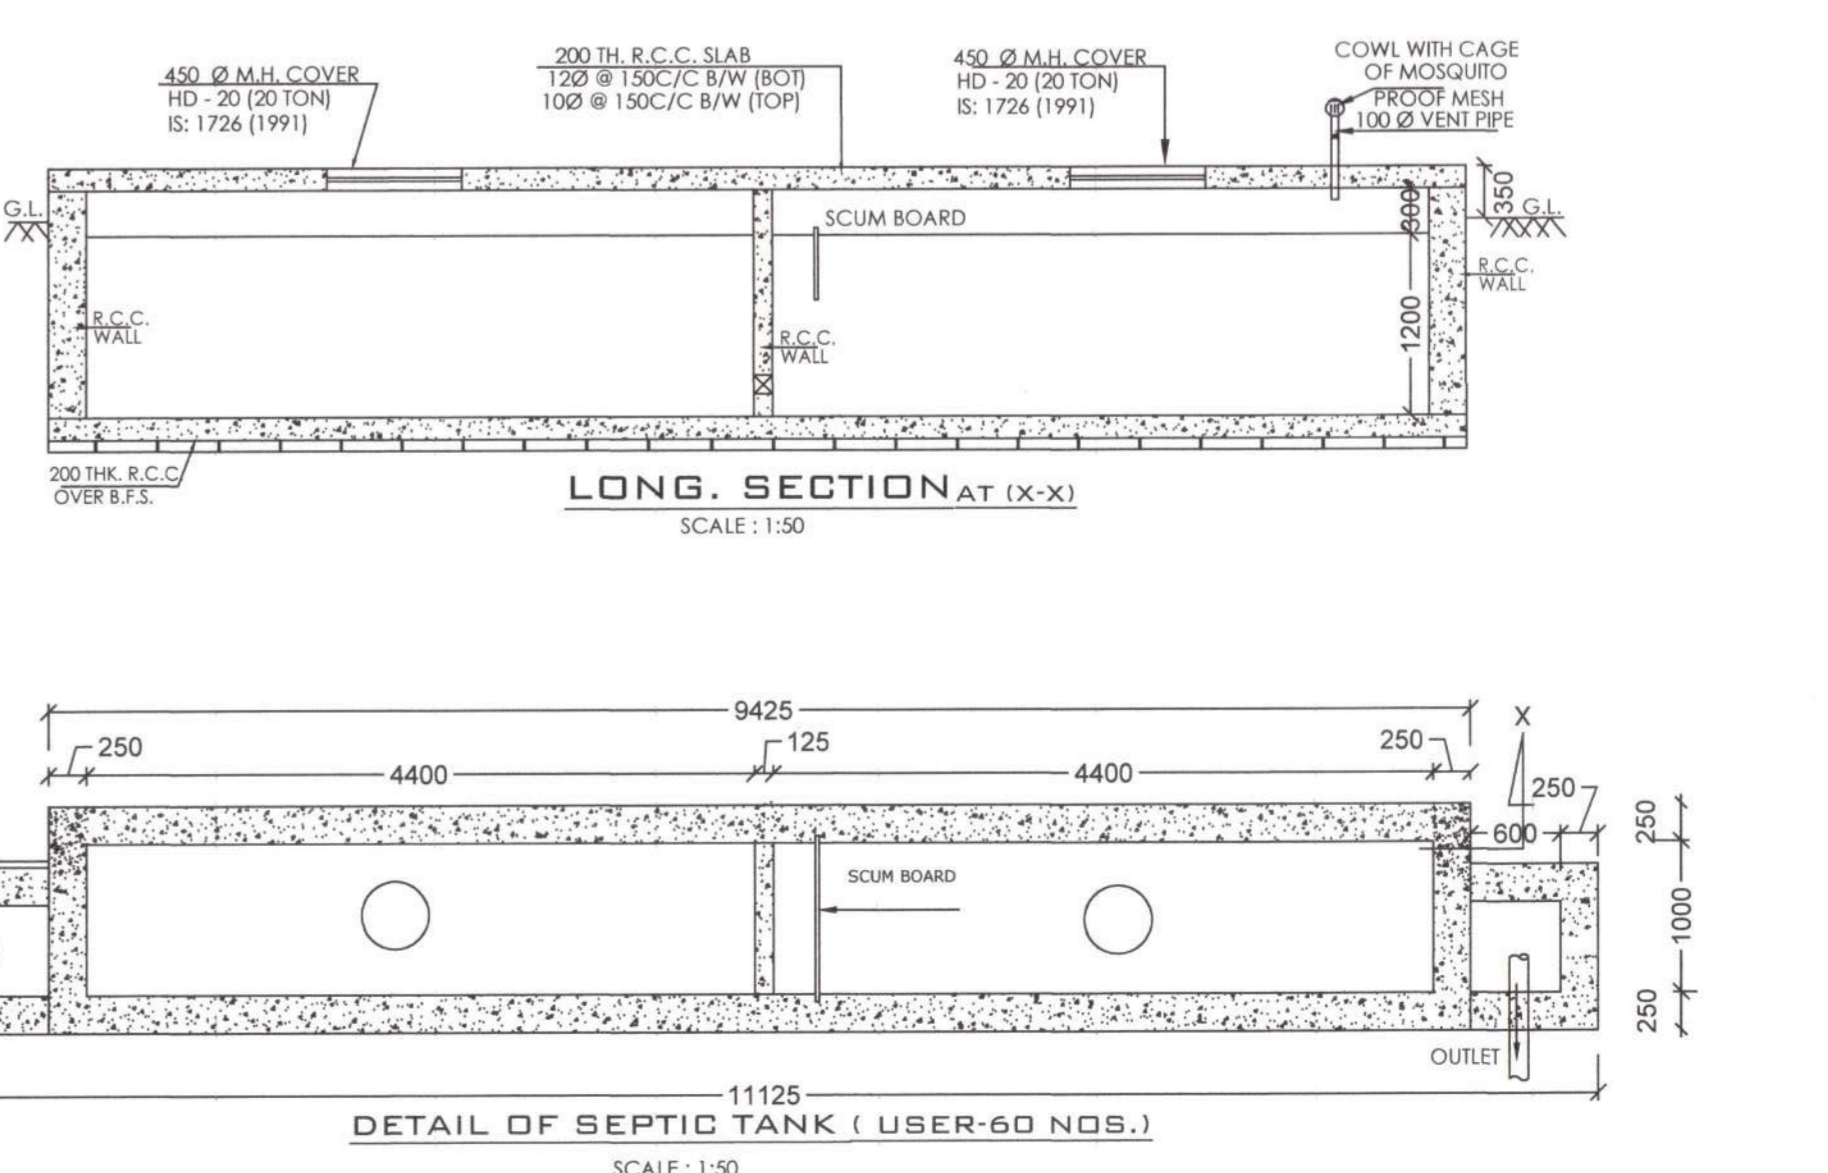 450 Ø M.H. COVER
HD - 20 (20 TON)
IS: 1726 (1991)
200 TH. R.C.C. SLAB
12Ø @ 150C/C B/W (BOT)
10Ø @ 150C/C B/W (TOP)
450 Ø M.H. COVER
HD - 20 (20 TON)
IS: 1726 (1991)
COWL WITH CAGE
OF MOSQUITO
PROOF MESH
100 Ø VENT PIPE
G.L.
SCUM BOARD
300
350
G.L.
R.C.C.
WALL
R.C.C.
WALL
R.C.C.
WALL
1200
200 THK. R.C.C
OVER B.F.S.
LONG. SECTION AT (X-X)
SCALE : 1:50
9425
X
250
4400
125
4400
250
250
600
250
SCUM BOARD
1000
250
OUTLET
11125
DETAIL OF SEPTIC TANK ( USER-60 NOS.)
SCALE : 1:50